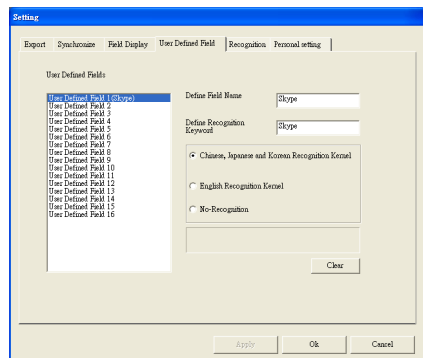 Setting
Export Synchronize Field Display User Defined Field Recognition Personal setting
User Defined Fields
User Defined Field 1(Skype)
User Defined Field 2
User Defined Field 3
User Defined Field 4
User Defined Field 5
User Defined Field 6
User Defined Field 7
User Defined Field 8
User Defined Field 9
User Defined Field 10
User Defined Field 11
User Defined Field 12
User Defined Field 13
User Defined Field 14
User Defined Field 15
User Defined Field 16
Define Field Name Skype
Define Recognition
Keyword Skype
Chinese, Japanese and Korean Recognition Kernel
English Recognition Kernel
No-Recognition
Clear
Apply Ok Cancel